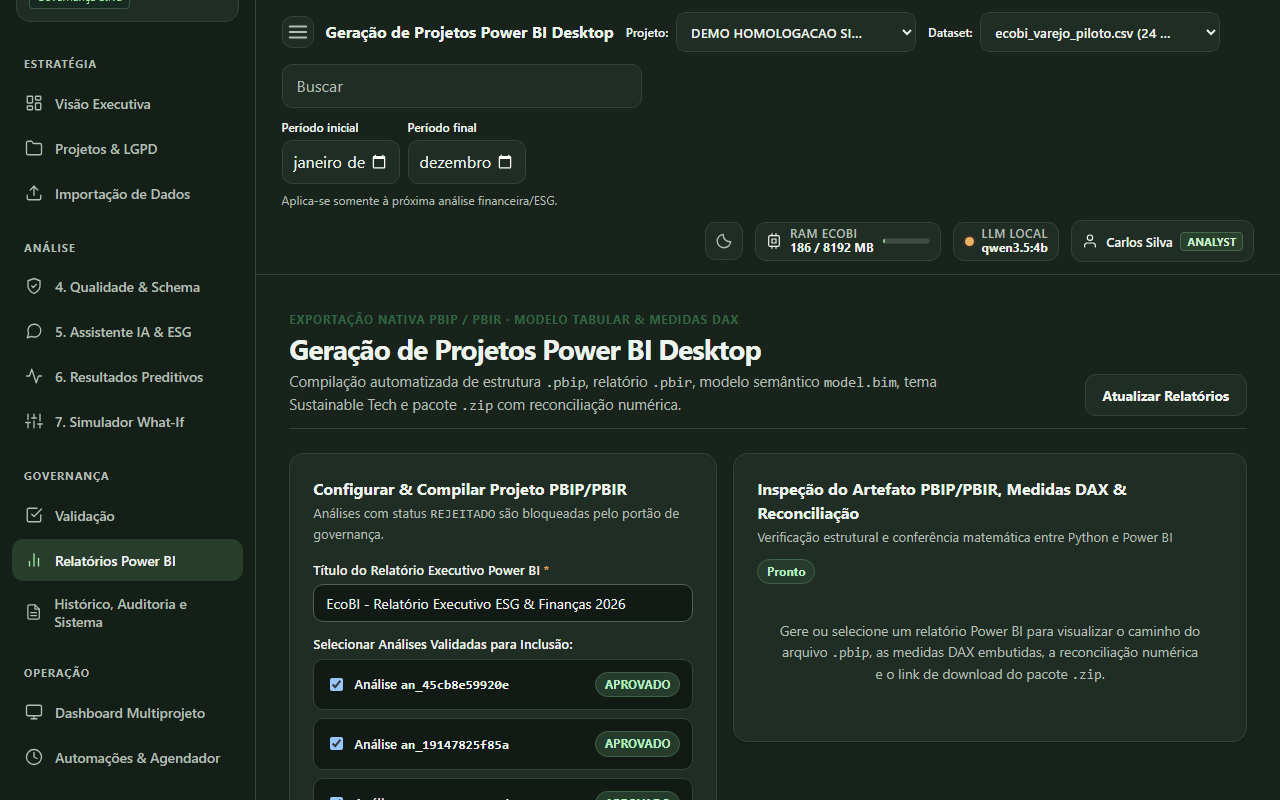 ESTRATÉGIA
Visão Executiva
Projetos & LGPD
Importação de Dados
ANÁLISE
4. Qualidade & Schema
5. Assistente IA & ESG
6. Resultados Preditivos
7. Simulador What-If
GOVERNANÇA
Validação
Relatórios Power BI
Histórico, Auditoria e
Sistema
OPERAÇÃO
Dashboard Multiprojeto
Automações & Agendador
Geração de Projetos Power BI Desktop
Projeto:
DEMO HOMOLOGACAO SI...
Dataset:
ecobi_varejo_piloto.csv (24 ...
Buscar
Período inicial
Período final
janeiro de
dezembro
Aplica-se somente à próxima análise financeira/ESG.
RAM ECOBI
186 / 8192 MB
LLM LOCAL
qwen3.5:4b
Carlos Silva
ANALYST
EXPORTAÇÃO NATIVA PBIP / PBIR · MODELO TABULAR & MEDIDAS DAX
Geração de Projetos Power BI Desktop
Compilação automatizada de estrutura .pbip, relatório .pbir, modelo semântico model.bim, tema
Sustainable Tech e pacote .zip com reconciliação numérica.
Atualizar Relatórios
Configurar & Compilar Projeto PBIP/PBIR
Análises com status REJEITADO são bloqueadas pelo portão de
governança.
Título do Relatório Executivo Power BI *
EcoBI - Relatório Executivo ESG & Finanças 2026
Selecionar Análises Validadas para Inclusão:
Análise an_45cb8e59920e
APROVADO
Análise an_19147825f85a
APROVADO
Inspeção do Artefato PBIP/PBIR, Medidas DAX &
Reconciliação
Verificação estrutural e conferência matemática entre Python e Power BI
Pronto
Gere ou selecione um relatório Power BI para visualizar o caminho do
arquivo .pbip, as medidas DAX embutidas, a reconciliação numérica
e o link de download do pacote .zip.